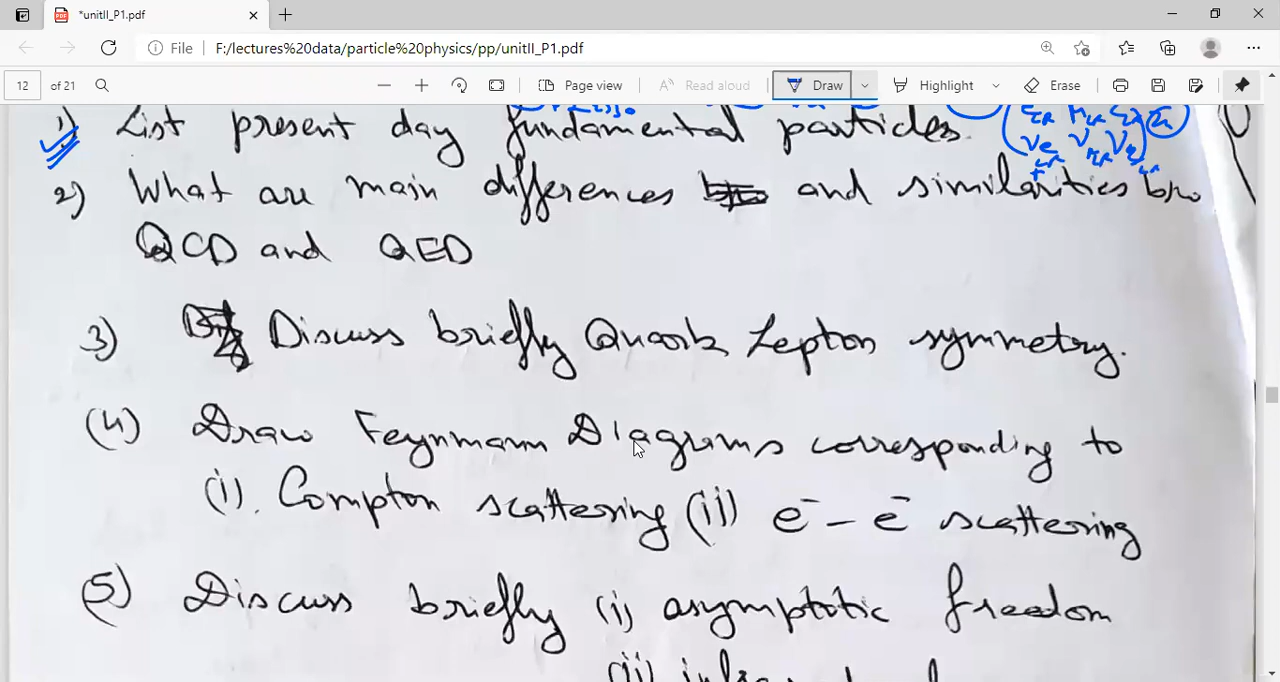 *unitII_P1.pdf
File F:/lectures%20data/particle%20physics/pp/unitII_P1.pdf
12 of 21 Page view Read aloud Draw Highlight Erase
1) List present day fundamental particles.
2) What are main differences and similarities btw
QCD and QED
3) Discuss briefly Quark Lepton symmetry.
(4) Draw Feynmann Diagrams corresponding to
(i). Compton scattering (ii) e⁻ - e⁻ scattering
(5) Discuss briefly (i) asymptotic freedom
(ii)